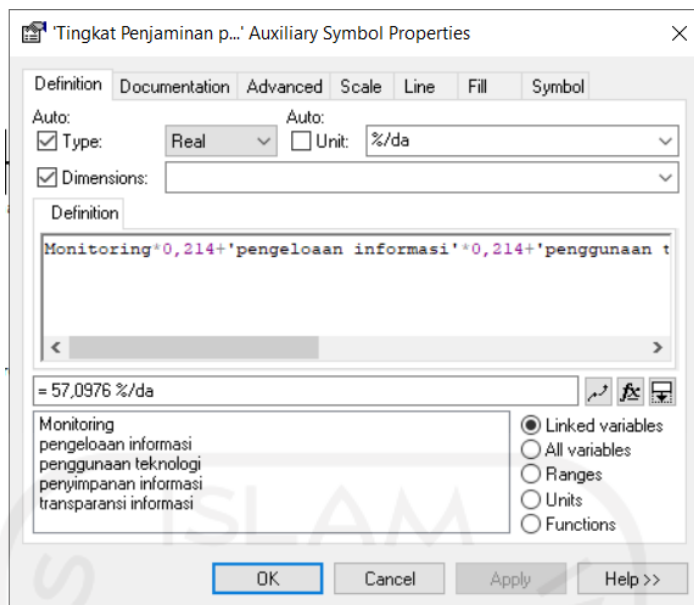 'Tingkat Penjaminan p...' Auxiliary Symbol Properties
Definition Documentation Advanced Scale Line Fill Symbol
Auto: Auto:
Type: Real Unit: %/da
Dimensions:
Definition
Monitoring*0,214+'pengeloaan informasi'*0,214+'penggunaan t
= 57,0976 %/da
fx
Monitoring
pengeloaan informasi
penggunaan teknologi
penyimpanan informasi
transparansi informasi
Linked variables
All variables
Ranges
Units
Functions
ISLAM
OK Cancel Apply Help >>